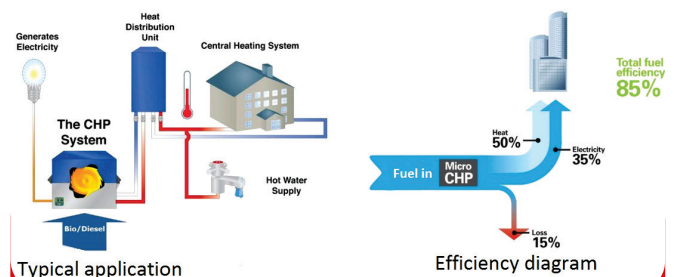 Generates
Electricity
Heat
Distribution
Unit
Central Heating System
The CHP
System
Hot Water
Supply
Bio/Diesel
Typical application
Total fuel
efficiency
85%
Heat
50%
Electricity
35%
Fuel in
Micro
CHP
Loss
15%
Efficiency diagram